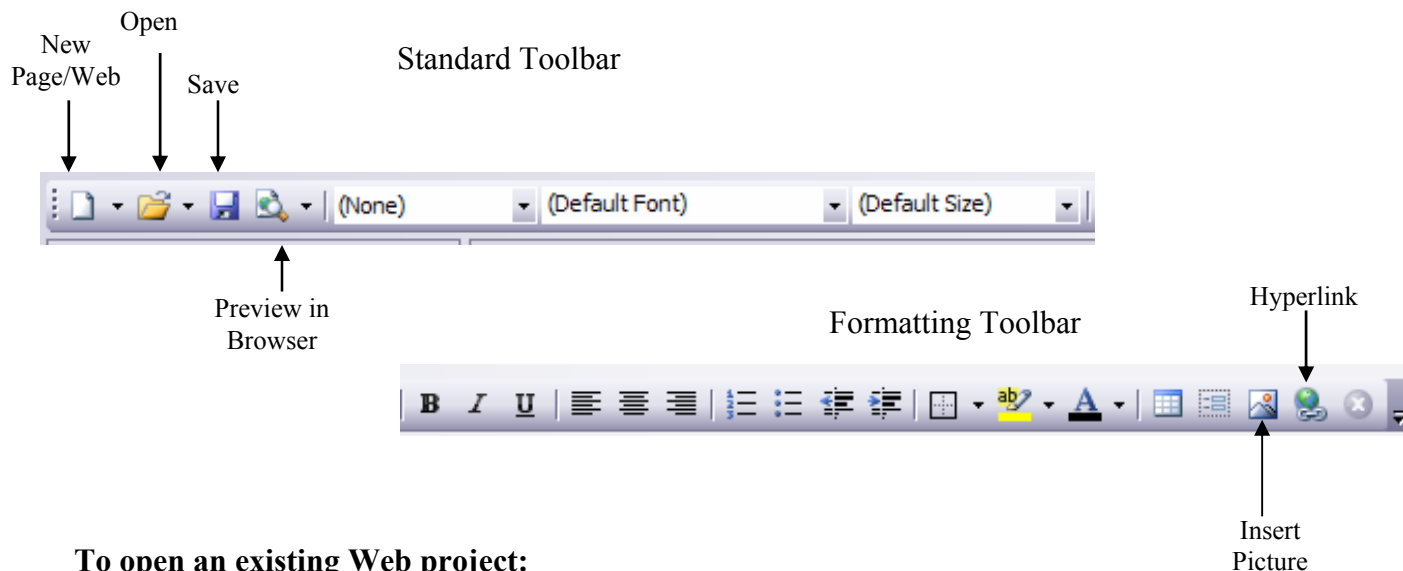 Open
New
Page/Web
Save
Standard Toolbar
(None)
(Default Font)
(Default Size)
Preview in
Browser
Formatting Toolbar
Hyperlink
B I U
ab A
Insert
Picture
To open an existing Web project: